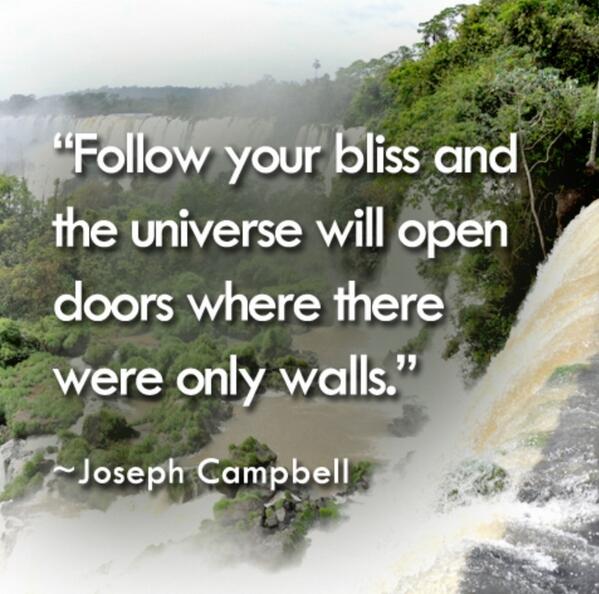 “Follow your bliss and
the universe will open
doors where there
were only walls.”
~Joseph Campbell